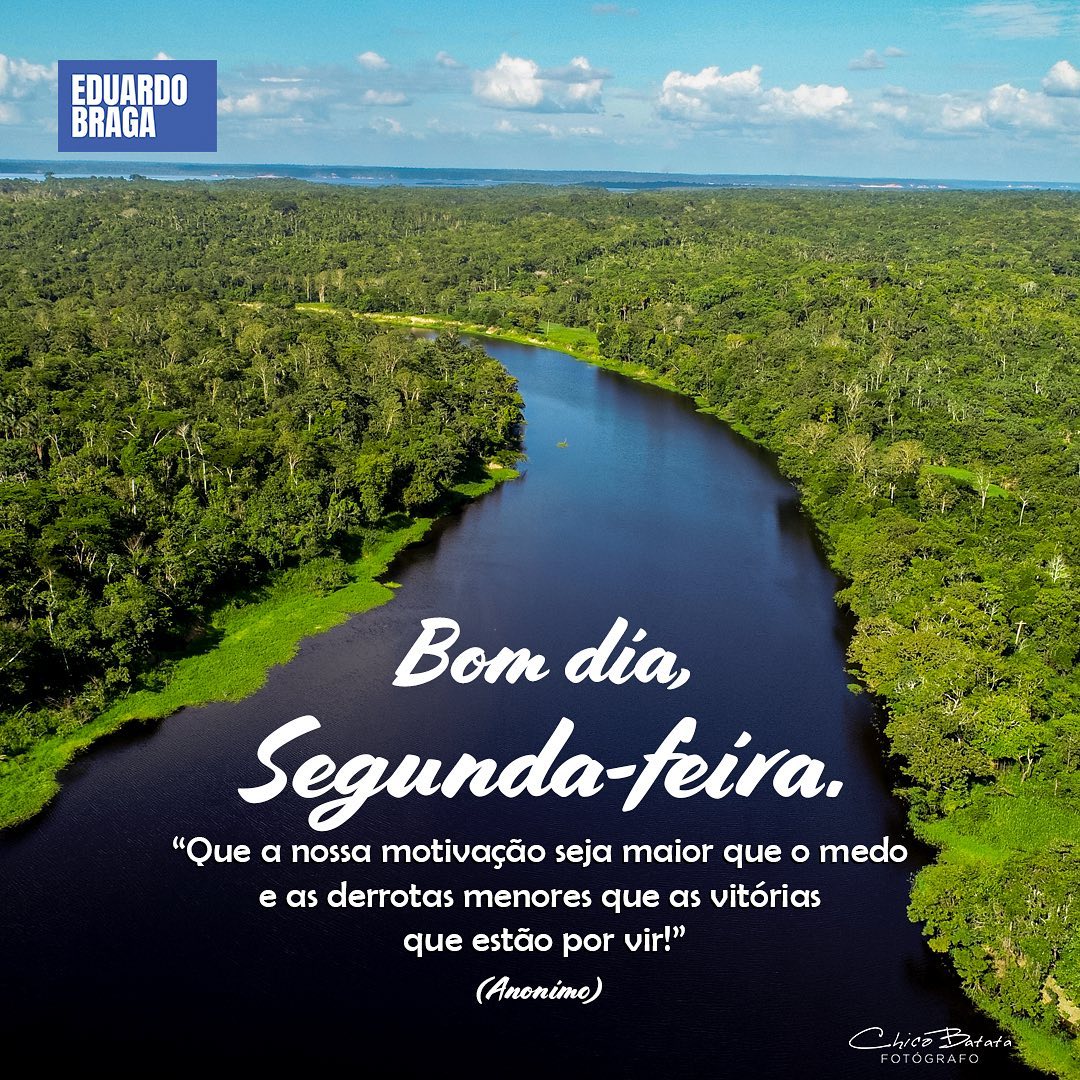 EDUARDO
BRAGA
Bom dia,
Segunda-feira.
“Que a nossa motivação seja maior que o medo
e as derrotas menores que as vitórias
que estão por vir!”
(Anonimo)
Chico Batata
FOTÓGRAFO